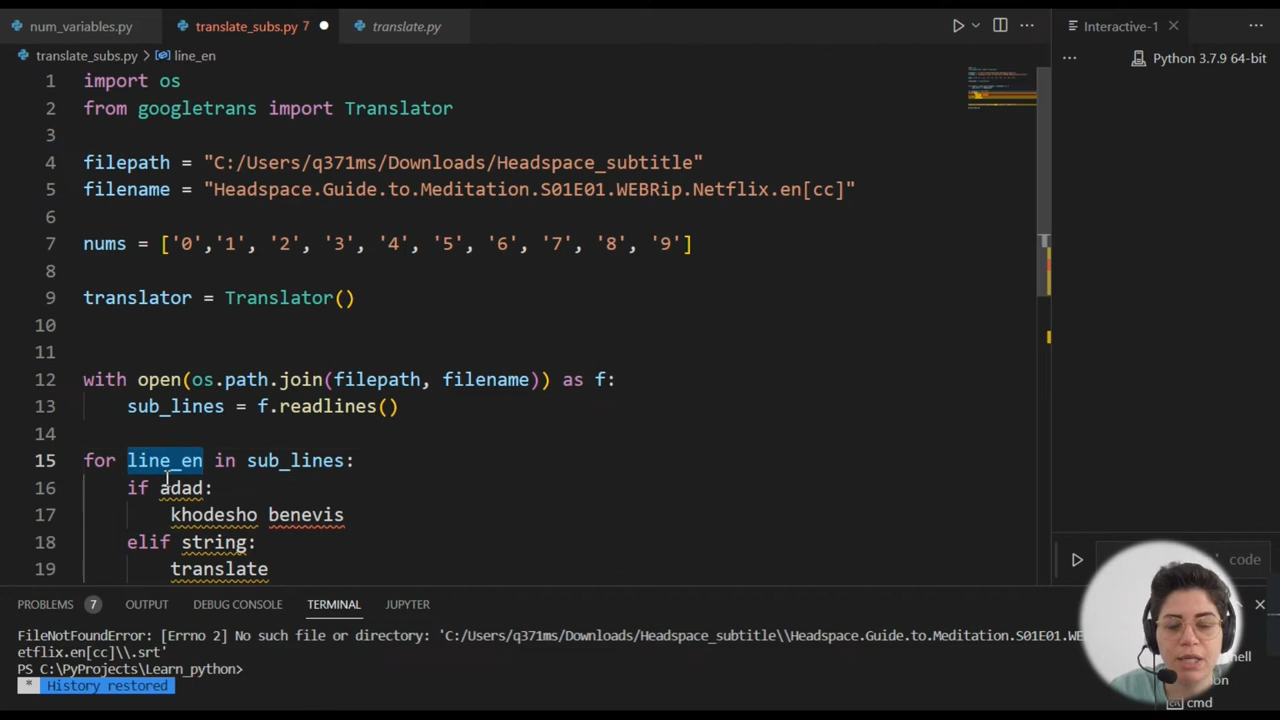 num_variables.py translate_subs.py 7 translate.py Interactive-1
translate_subs.py > line_en Python 3.7.9 64-bit
1 import os
2 from googletrans import Translator
3
4 filepath = "C:/Users/q371ms/Downloads/Headspace_subtitle"
5 filename = "Headspace.Guide.to.Meditation.S01E01.WEBRip.Netflix.en[cc]"
6
7 nums = ['0','1', '2', '3', '4', '5', '6', '7', '8', '9']
8
9 translator = Translator()
10
11
12 with open(os.path.join(filepath, filename)) as f:
13 sub_lines = f.readlines()
14
15 for line_en in sub_lines:
16 if adad:
17 khodesho benevis
18 elif string:
19 translate
code
PROBLEMS 7 OUTPUT DEBUG CONSOLE TERMINAL JUPYTER
FileNotFoundError: [Errno 2] No such file or directory: 'C:/Users/q371ms/Downloads/Headspace_subtitle\\Headspace.Guide.to.Meditation.S01E01.WE
etflix.en[cc]\\.srt'
PS C:\PyProjects\Learn_python>
* History restored
cmd